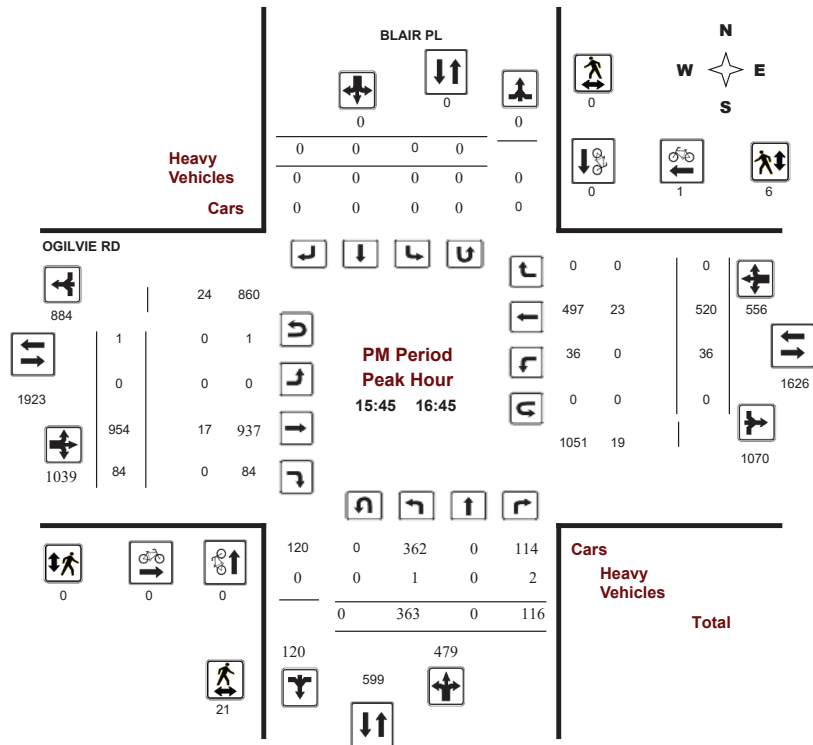 BLAIR PL
N
W E
S
0
0
0 0
0 0 0 0
Heavy
Vehicles
0 0 0 0 0
0 1 6
Cars
0 0 0 0 0
OGILVIE RD
0 0 0
24 860
884
497 23 520 556
1 0 1
PM Period
Peak Hour
36 0 36
1626
0 0 0
1923
15:45 16:45
0 0 0
954 17 937
1051 19
1070
1039 84 0 84
120 0 362 0 114
Cars
0 0 1 0 2
Heavy
Vehicles
0 0 0
0 363 0 116
Total
120 479
599
21